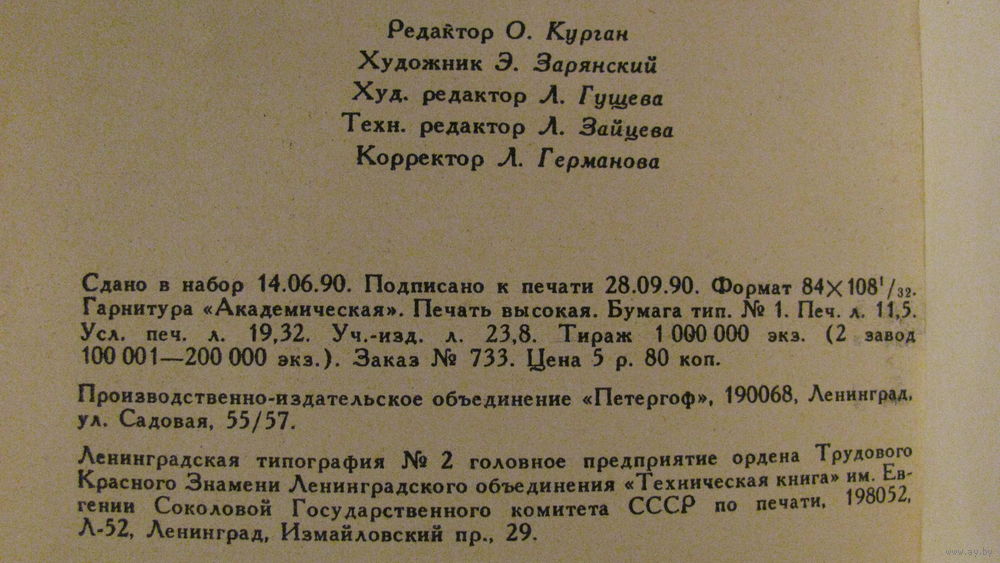 Редактор О. Курган
Художник Э. Зарянский
Худ. редактор Л. Гущева
Техн. редактор Л. Зайцева
Корректор Л. Германова
Сдано в набор 14.06.90. Подписано к печати 28.09.90. Формат 84×108¹/₃₂.
Гарнитура «Академическая». Печать высокая. Бумага тип. № 1. Печ. л. 11,5.
Усл. печ. л. 19,32. Уч.-изд. л. 23,8. Тираж 1 000 000 экз. (2 завод
100 001—200 000 экз.). Заказ № 733. Цена 5 р. 80 коп.
Производственно-издательское объединение «Петергоф», 190068, Ленинград,
ул. Садовая, 55/57.
Ленинградская типография № 2 головное предприятие ордена Трудового
Красного Знамени Ленинградского объединения «Техническая книга» им. Ев-
гении Соколовой Государственного комитета СССР по печати, 198052,
Л-52, Ленинград, Измайловский пр., 29.
www.ay.by